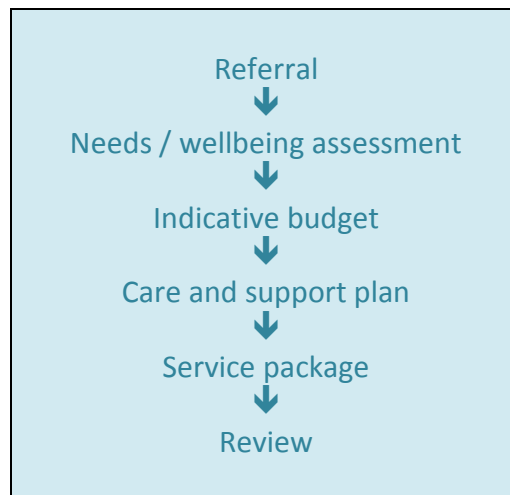 Referral
Needs / wellbeing assessment
Indicative budget
Care and support plan
Service package
Review